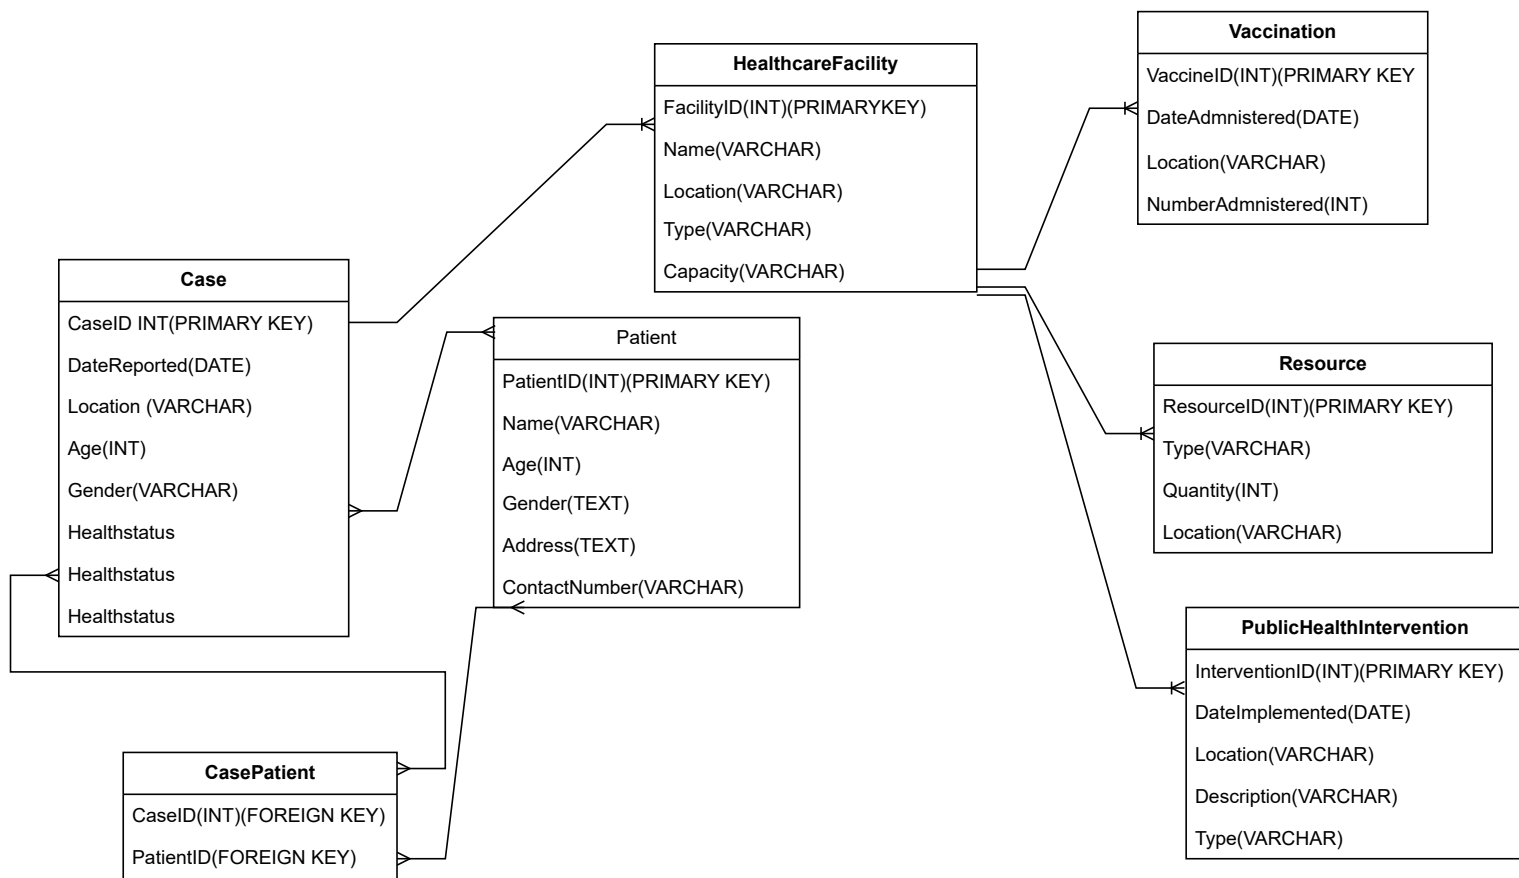 Vaccination
VaccineID(INT)(PRIMARY KEY
DateAdmnistered(DATE)
Location(VARCHAR)
NumberAdmnistered(INT)
HealthcareFacility
FacilityID(INT)(PRIMARYKEY)
Name(VARCHAR)
Location(VARCHAR)
Type(VARCHAR)
Capacity(VARCHAR)
Case
CaseID INT(PRIMARY KEY)
DateReported(DATE)
Location (VARCHAR)
Age(INT)
Gender(VARCHAR)
Healthstatus
Healthstatus
Healthstatus
Patient
PatientID(INT)(PRIMARY KEY)
Name(VARCHAR)
Age(INT)
Gender(TEXT)
Address(TEXT)
ContactNumber(VARCHAR)
Resource
ResourceID(INT)(PRIMARY KEY)
Type(VARCHAR)
Quantity(INT)
Location(VARCHAR)
PublicHealthIntervention
InterventionID(INT)(PRIMARY KEY)
DateImplemented(DATE)
Location(VARCHAR)
Description(VARCHAR)
Type(VARCHAR)
CasePatient
CaseID(INT)(FOREIGN KEY)
PatientID(FOREIGN KEY)